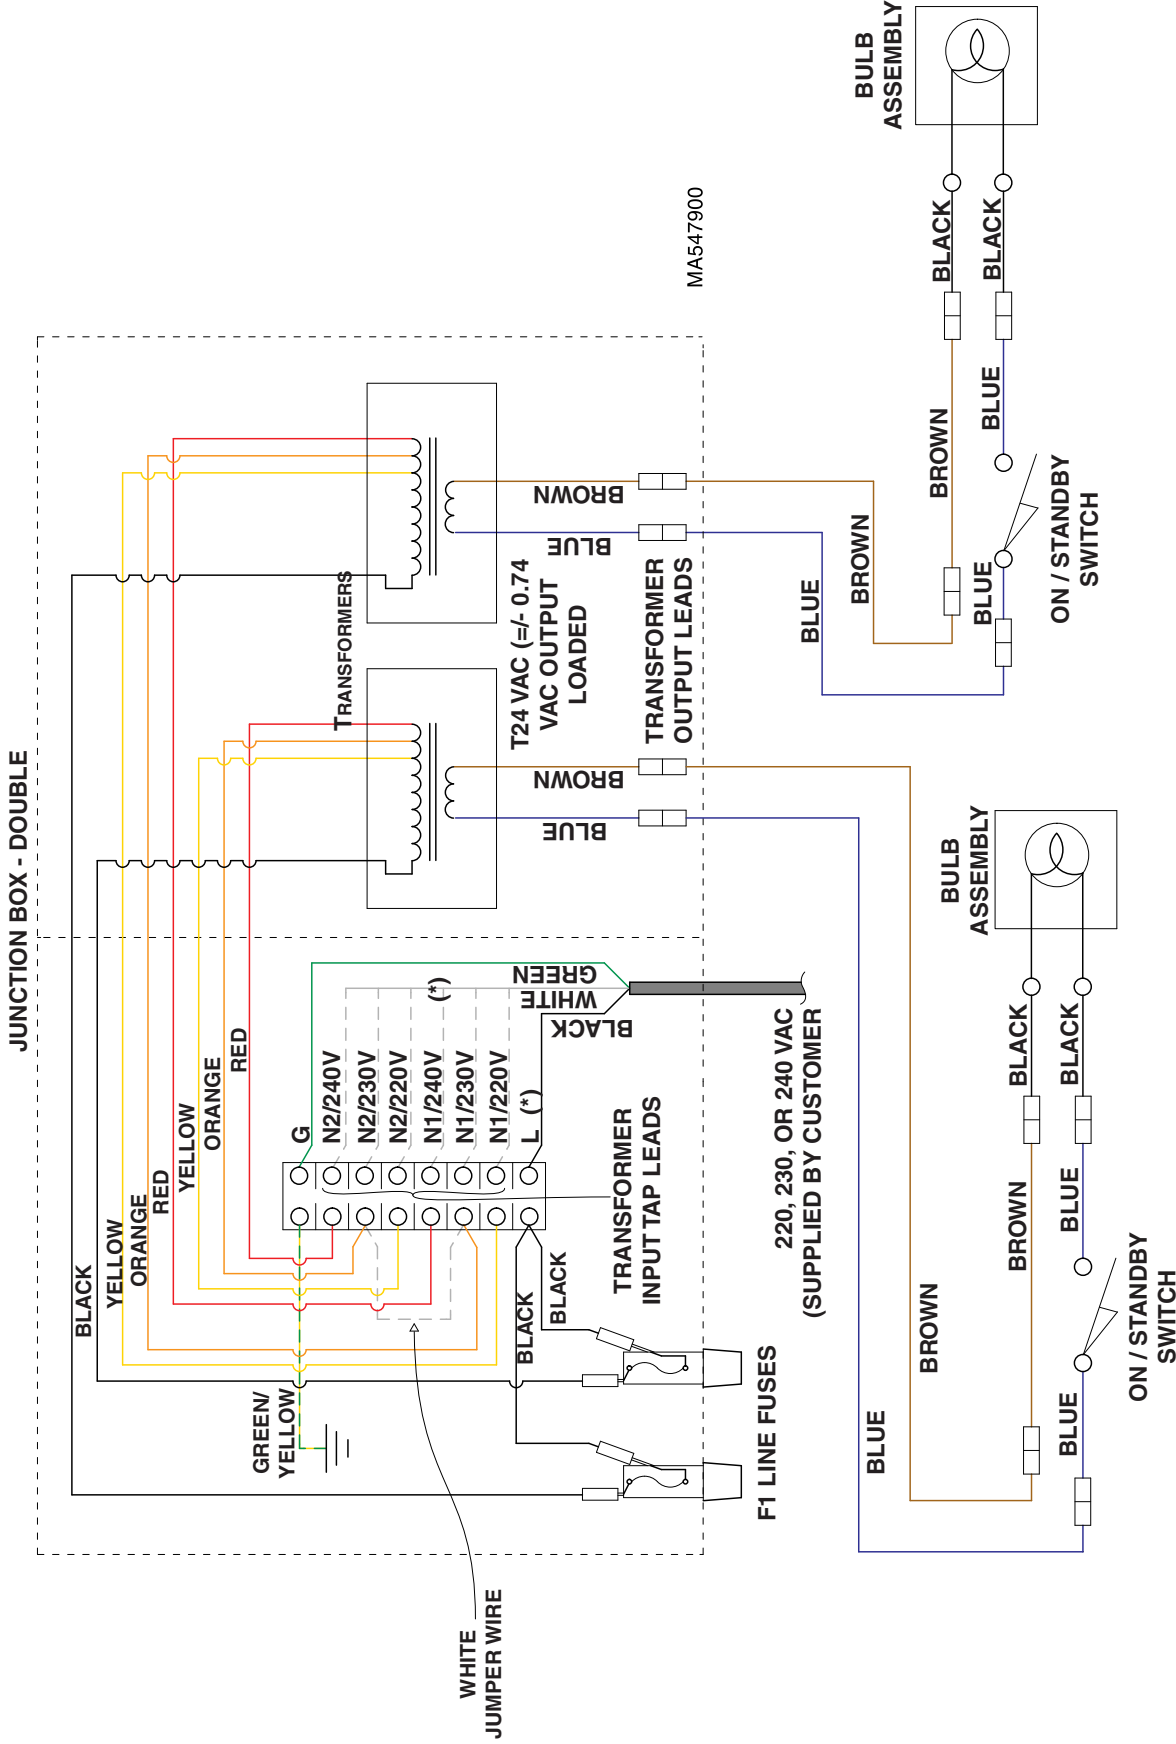 JUNCTION BOX - DOUBLE
BLACK
YELLOW
ORANGE
RED
YELLOW
ORANGE
RED
GREEN/
YELLOW
G
N2/240V
N2/230V
N2/220V
N1/240V
N1/230V
N1/220V
L (*)
(*)
GREEN
WHITE
BLACK
TRANSFORMERS
BLACK
BLACK
TRANSFORMER
INPUT TAP LEADS
WHITE
JUMPER WIRE
F1 LINE FUSES
220, 230, OR 240 VAC
(SUPPLIED BY CUSTOMER
T24 VAC (=/- 0.74
VAC OUTPUT
LOADED
BROWN
BLUE
BROWN
BLUE
TRANSFORMER
OUTPUT LEADS
MA547900
BLUE
BROWN
BROWN
BLUE
BLUE
BLACK
BLACK
BULB
ASSEMBLY
ON / STANDBY
SWITCH
BLUE
BROWN
BROWN
BLUE
BLUE
BLACK
BLACK
BULB
ASSEMBLY
ON / STANDBY
SWITCH